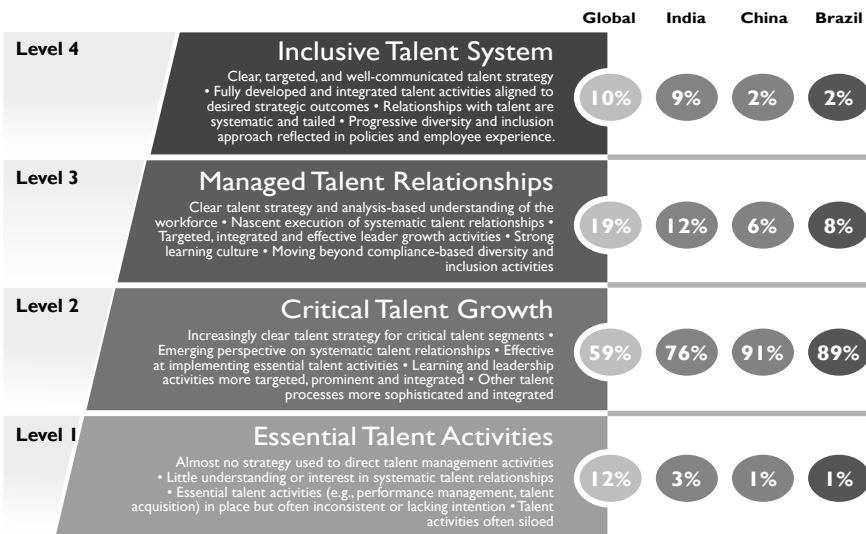 Global India China Brazil
Level 4
Inclusive Talent System
Clear, targeted, and well-communicated talent strategy
• Fully developed and integrated talent activities aligned to
desired strategic outcomes • Relationships with talent are
systematic and tailed • Progressive diversity and inclusion
approach reflected in policies and employee experience.
10% 9% 2% 2%
Level 3
Managed Talent Relationships
Clear talent strategy and analysis-based understanding of the
workforce • Nascent execution of systematic talent relationships •
Targeted, integrated and effective leader growth activities • Strong
learning culture • Moving beyond compliance-based diversity and
inclusion activities
19% 12% 6% 8%
Level 2
Critical Talent Growth
Increasingly clear talent strategy for critical talent segments •
Emerging perspective on systematic talent relationships • Effective
at implementing essential talent activities • Learning and leadership
activities more targeted, prominent and integrated • Other talent
processes more sophisticated and integrated
59% 76% 91% 89%
Level 1
Essential Talent Activities
Almost no strategy used to direct talent management activities
• Little understanding or interest in systematic talent relationships
• Essential talent activities (e.g., performance management, talent
acquisition) in place but often inconsistent or lacking intention • Talent
activities often siloed
12% 3% 1% 1%